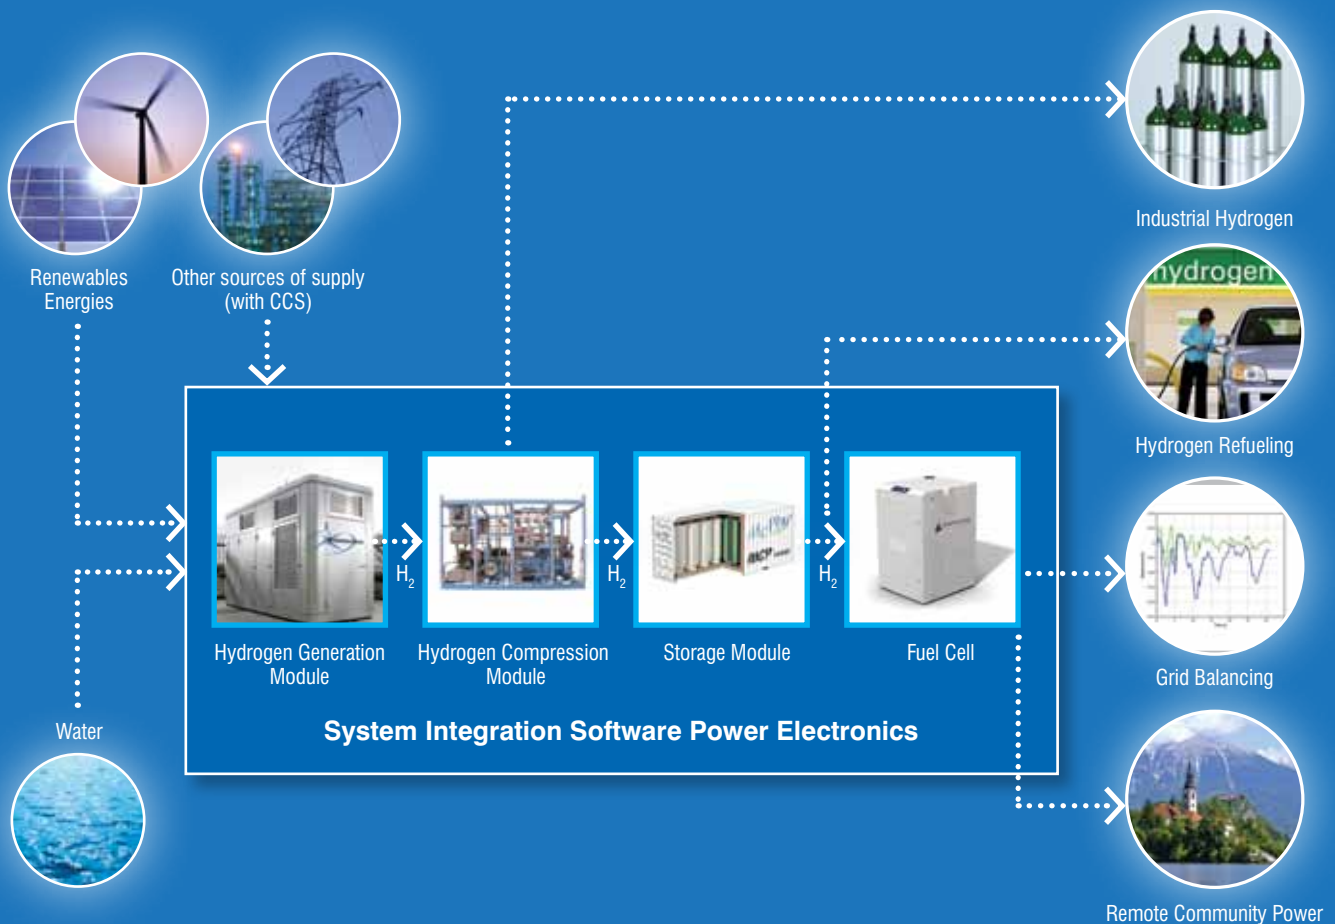 Renewables
Energies
Other sources of supply
(with CCS)
Industrial Hydrogen
hydrogen
Hydrogen Refueling
H2
H2
H2
Hydrogen Generation
Module
Hydrogen Compression
Module
Storage Module
Fuel Cell
Grid Balancing
System Integration Software Power Electronics
Water
Remote Community Power